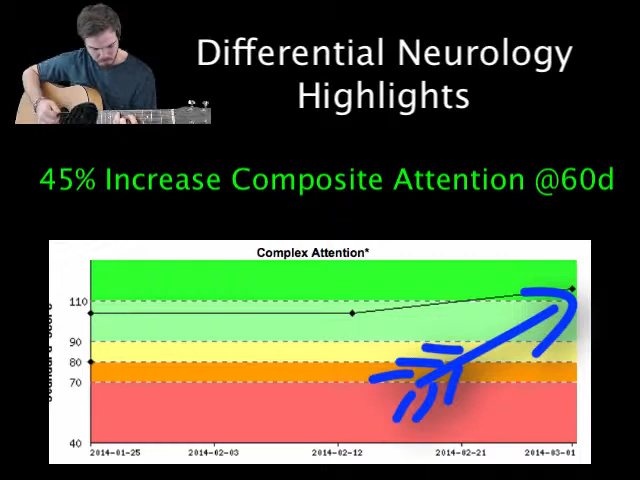 Differential Neurology
Highlights
45% Increase Composite Attention @60d
Complex Attention*
110
90
80
70
40
2014-01-25 2014-02-03 2014-02-12 2014-02-21 2014-03-01